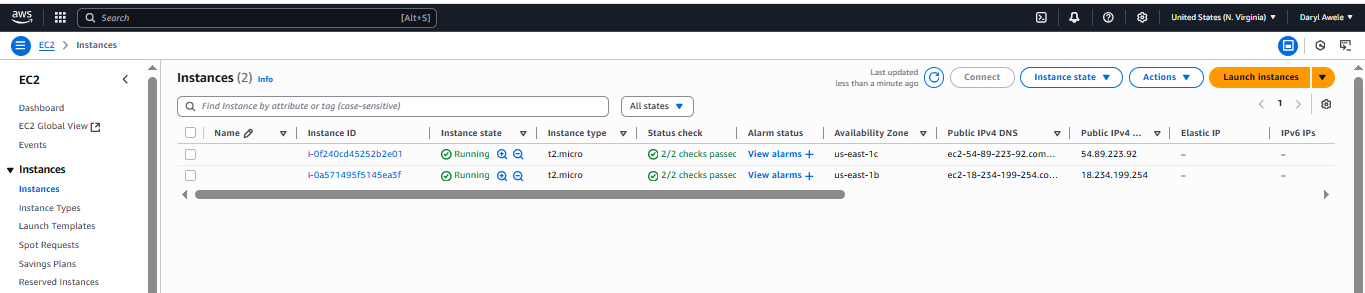 aws Search [Alt+S] United States (N. Virginia) Daryl Awele
EC2 > Instances
EC2
Dashboard
EC2 Global View
Events
Instances
Instances
Instance Types
Launch Templates
Spot Requests
Savings Plans
Reserved Instances
Instances (2) Info
Last updated
less than a minute ago
Connect Instance state Actions Launch instances
Find Instance by attribute or tag (case-sensitive) All states 1
Name Instance ID Instance state Instance type Status check Alarm status Availability Zone Public IPv4 DNS Public IPv4 ... Elastic IP IPv6 IPs
i-0f240cd45252b2e01 Running t2.micro 2/2 checks passec View alarms + us-east-1c ec2-54-89-223-92.com... 54.89.223.92 – –
i-0a571495f5145ea3f Running t2.micro 2/2 checks passec View alarms + us-east-1b ec2-18-234-199-254.co... 18.234.199.254 – –